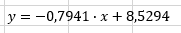 y = −0,7941 · x + 8,5294